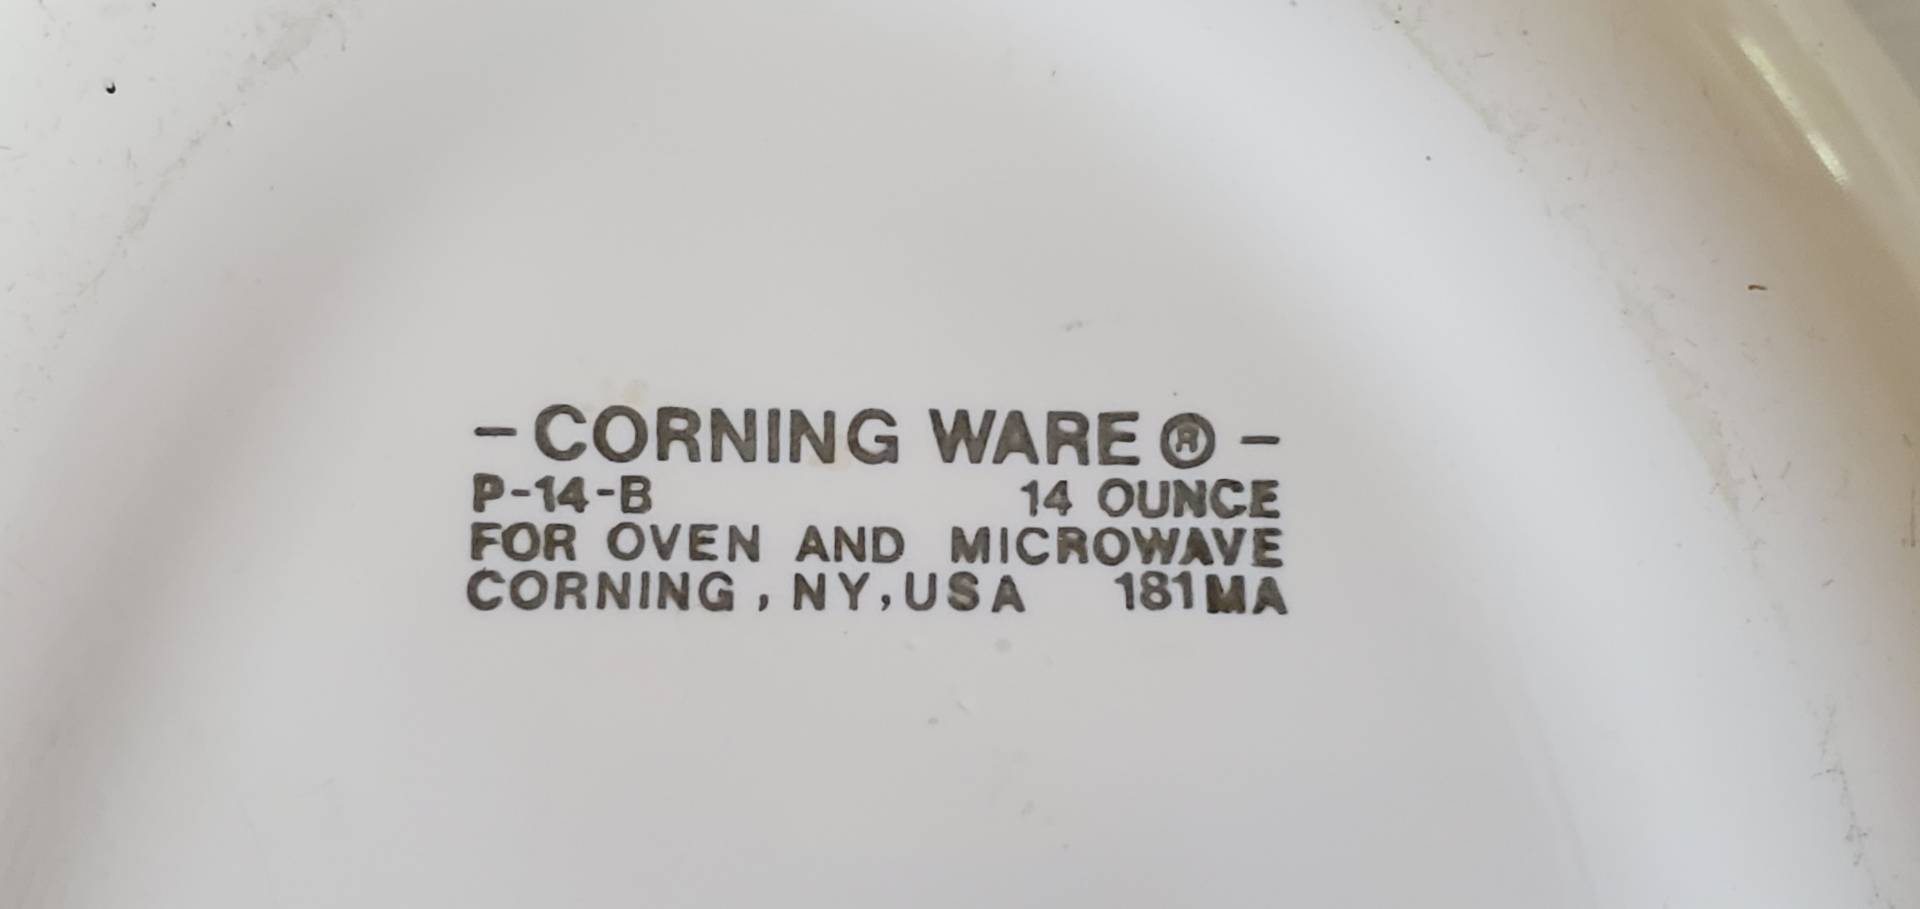 - CORNING WARE ® -
P-14-B 14 OUNCE
FOR OVEN AND MICROWAVE
CORNING , NY, USA 181MA